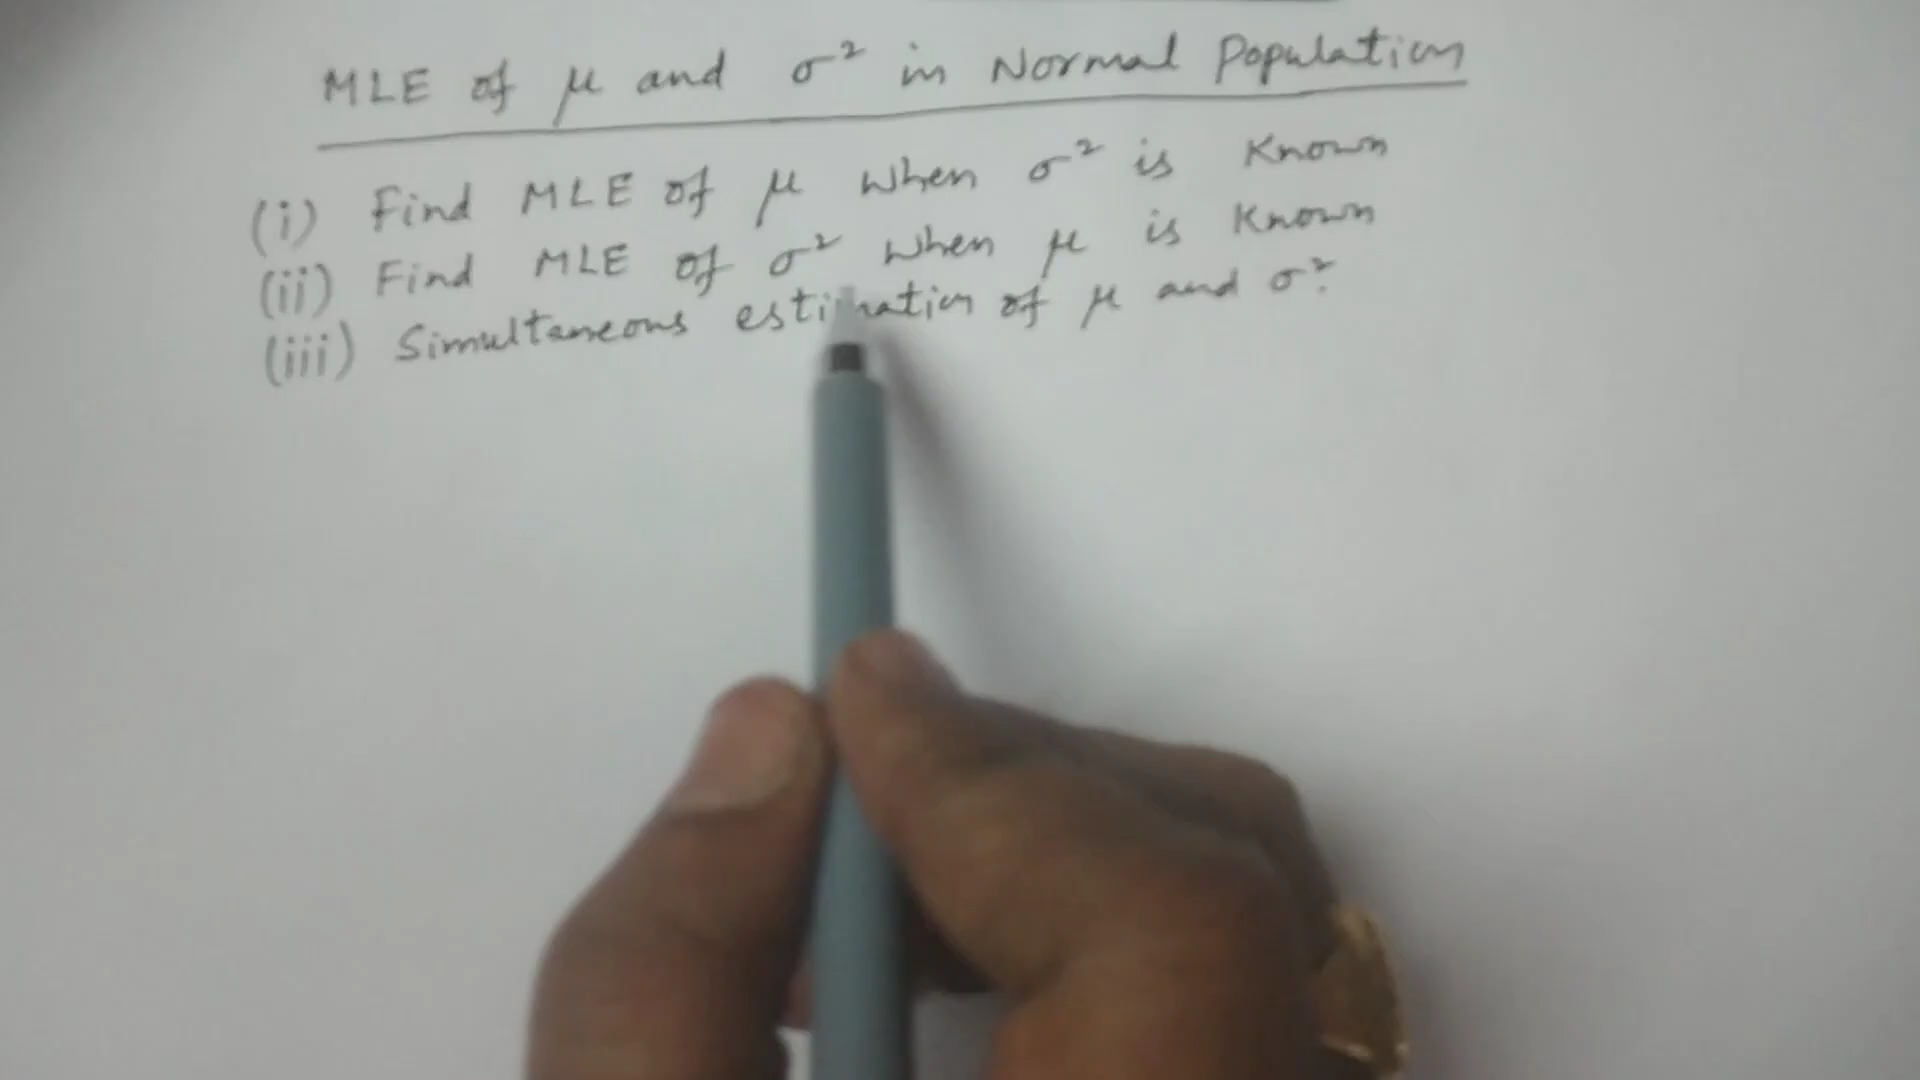 MLE of μ and σ² in Normal Population
(i) Find MLE of μ when σ² is known
(ii) Find MLE of σ² when μ is known
(iii) Simultaneous estimation of μ and σ².